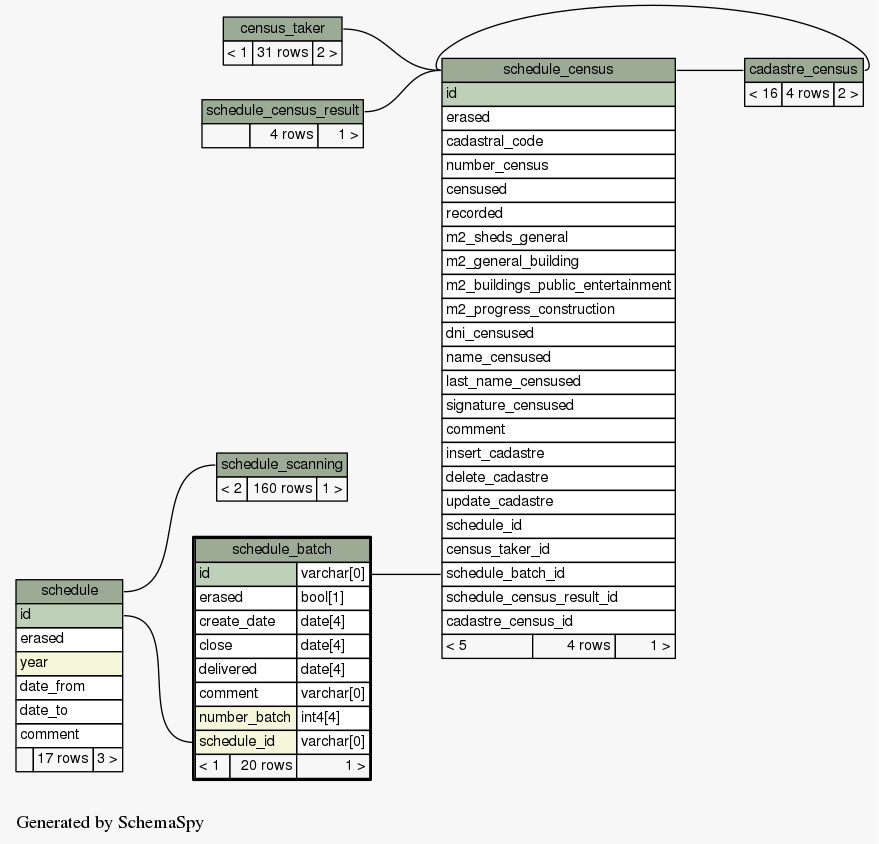 census_taker
< 1 31 rows 2 >
schedule_census_result
4 rows 1 >
schedule_census
id
erased
cadastral_code
number_census
censused
recorded
m2_sheds_general
m2_general_building
m2_buildings_public_entertainment
m2_progress_construction
dni_censused
name_censused
last_name_censused
signature_censused
comment
insert_cadastre
delete_cadastre
update_cadastre
schedule_id
census_taker_id
schedule_batch_id
schedule_census_result_id
cadastre_census_id
< 5 4 rows 1 >
cadastre_census
< 16 4 rows 2 >
schedule_scanning
< 2 160 rows 1 >
schedule_batch
id varchar[0]
erased bool[1]
create_date date[4]
close date[4]
delivered date[4]
comment varchar[0]
number_batch int4[4]
schedule_id varchar[0]
< 1 20 rows 1 >
schedule
id
erased
year
date_from
date_to
comment
17 rows 3 >
Generated by SchemaSpy